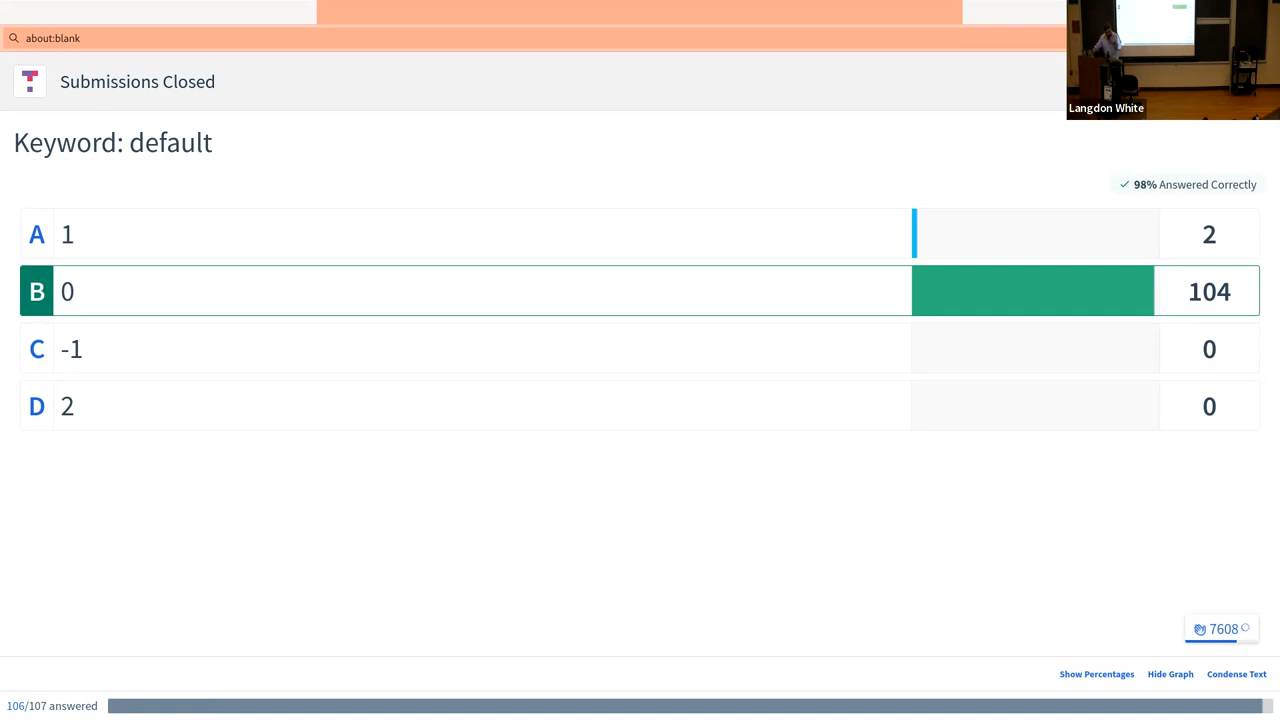 about:blank
Submissions Closed
Langdon White
Keyword: default
98% Answered Correctly
A 1 2
B 0 104
C -1 0
D 2 0
7608
Show Percentages Hide Graph Condense Text
106/107 answered